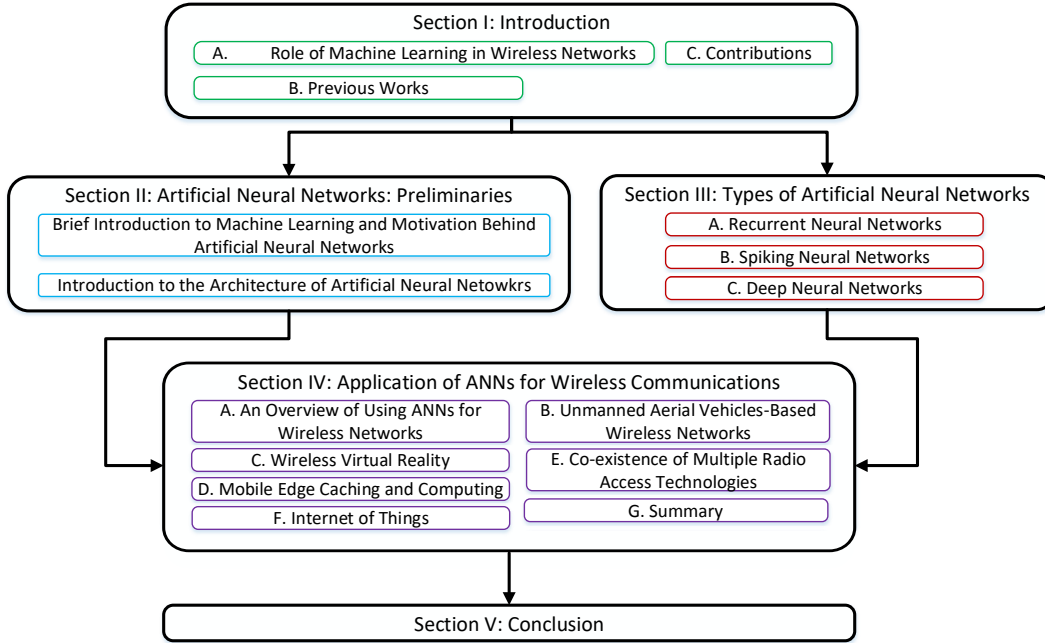 Section I: Introduction
A. Role of Machine Learning in Wireless Networks
C. Contributions
B. Previous Works
Section II: Artificial Neural Networks: Preliminaries
Brief Introduction to Machine Learning and Motivation Behind
Artificial Neural Networks
Introduction to the Architecture of Artificial Neural Netowkrs
Section III: Types of Artificial Neural Networks
A. Recurrent Neural Networks
B. Spiking Neural Networks
C. Deep Neural Networks
Section IV: Application of ANNs for Wireless Communications
A. An Overview of Using ANNs for
Wireless Networks
B. Unmanned Aerial Vehicles-Based
Wireless Networks
C. Wireless Virtual Reality
D. Mobile Edge Caching and Computing
E. Co-existence of Multiple Radio
Access Technologies
F. Internet of Things
G. Summary
Section V: Conclusion